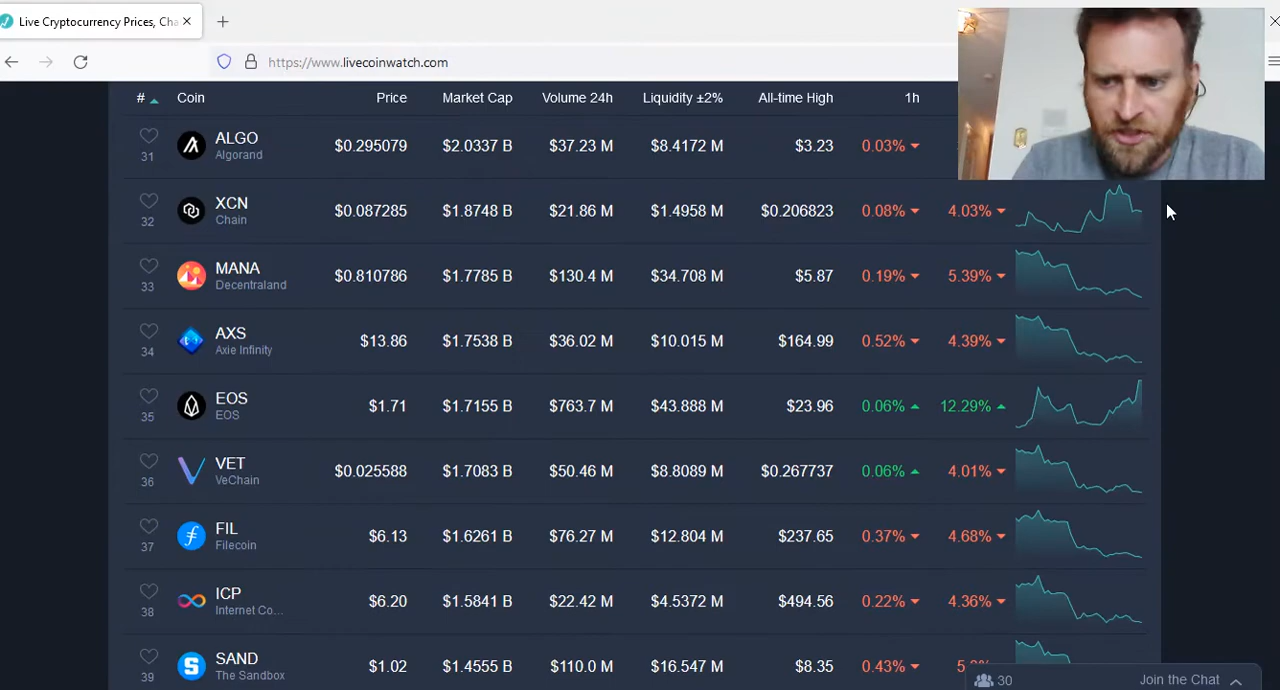 Live Cryptocurrency Prices, Cha
https://www.livecoinwatch.com
# Coin Price Market Cap Volume 24h Liquidity ±2% All-time High 1h
31 ALGO Algorand $0.295079 $2.0337 B $37.23 M $8.4172 M $3.23 0.03%
32 XCN Chain $0.087285 $1.8748 B $21.86 M $1.4958 M $0.206823 0.08% 4.03%
33 MANA Decentraland $0.810786 $1.7785 B $130.4 M $34.708 M $5.87 0.19% 5.39%
34 AXS Axie Infinity $13.86 $1.7538 B $36.02 M $10.015 M $164.99 0.52% 4.39%
35 EOS EOS $1.71 $1.7155 B $763.7 M $43.888 M $23.96 0.06% 12.29%
36 VET VeChain $0.025588 $1.7083 B $50.46 M $8.8089 M $0.267737 0.06% 4.01%
37 FIL Filecoin $6.13 $1.6261 B $76.27 M $12.804 M $237.65 0.37% 4.68%
38 ICP Internet Co... $6.20 $1.5841 B $22.42 M $4.5372 M $494.56 0.22% 4.36%
39 SAND The Sandbox $1.02 $1.4555 B $110.0 M $16.547 M $8.35 0.43%
30 Join the Chat